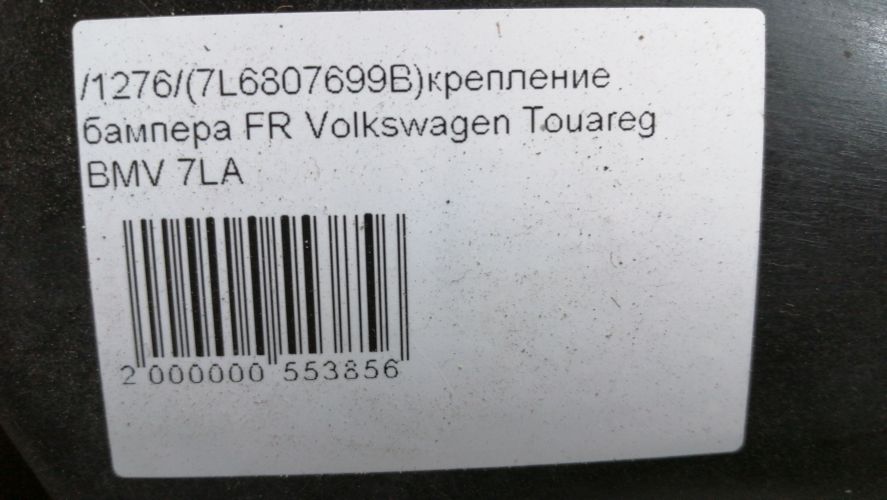 /1276/(7L6807699B)крепление
бампера FR Volkswagen Touareg
BMV 7LA
2 000000 553856